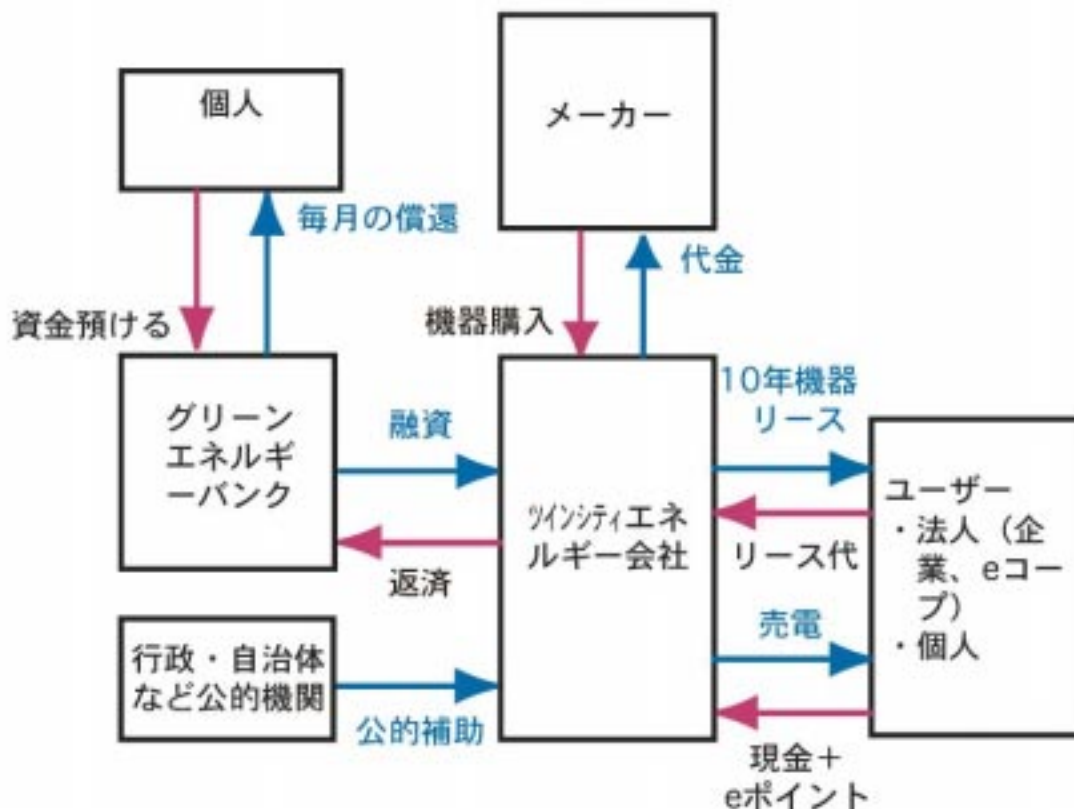 個人
メーカー
毎月の償還
代金
資金預ける
機器購入
グリーン
エネルギ
ーバンク
融資
返済
ツインシティエネ
ルギー会社
10年機器
リース
リース代
売電
現金＋
eポイント
ユーザー
・法人（企
業、eコー
プ）
・個人
行政・自治体
など公的機関
公的補助